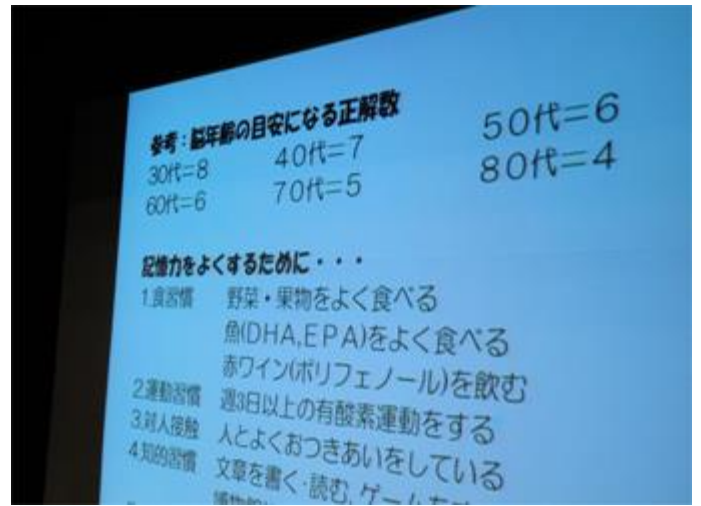 参考：脳年齢の目安になる正解数
30代=8 40代=7 50代=6
60代=6 70代=5 80代=4
記憶力をよくするために・・・
1.食習慣 野菜・果物をよく食べる
魚(DHA,EPA)をよく食べる
赤ワイン(ポリフェノール)を飲む
2.運動習慣 週3日以上の有酸素運動をする
3.対人接触 人とよくおつきあいをしている
4.知的習慣 文章を書く・読む,ゲームを